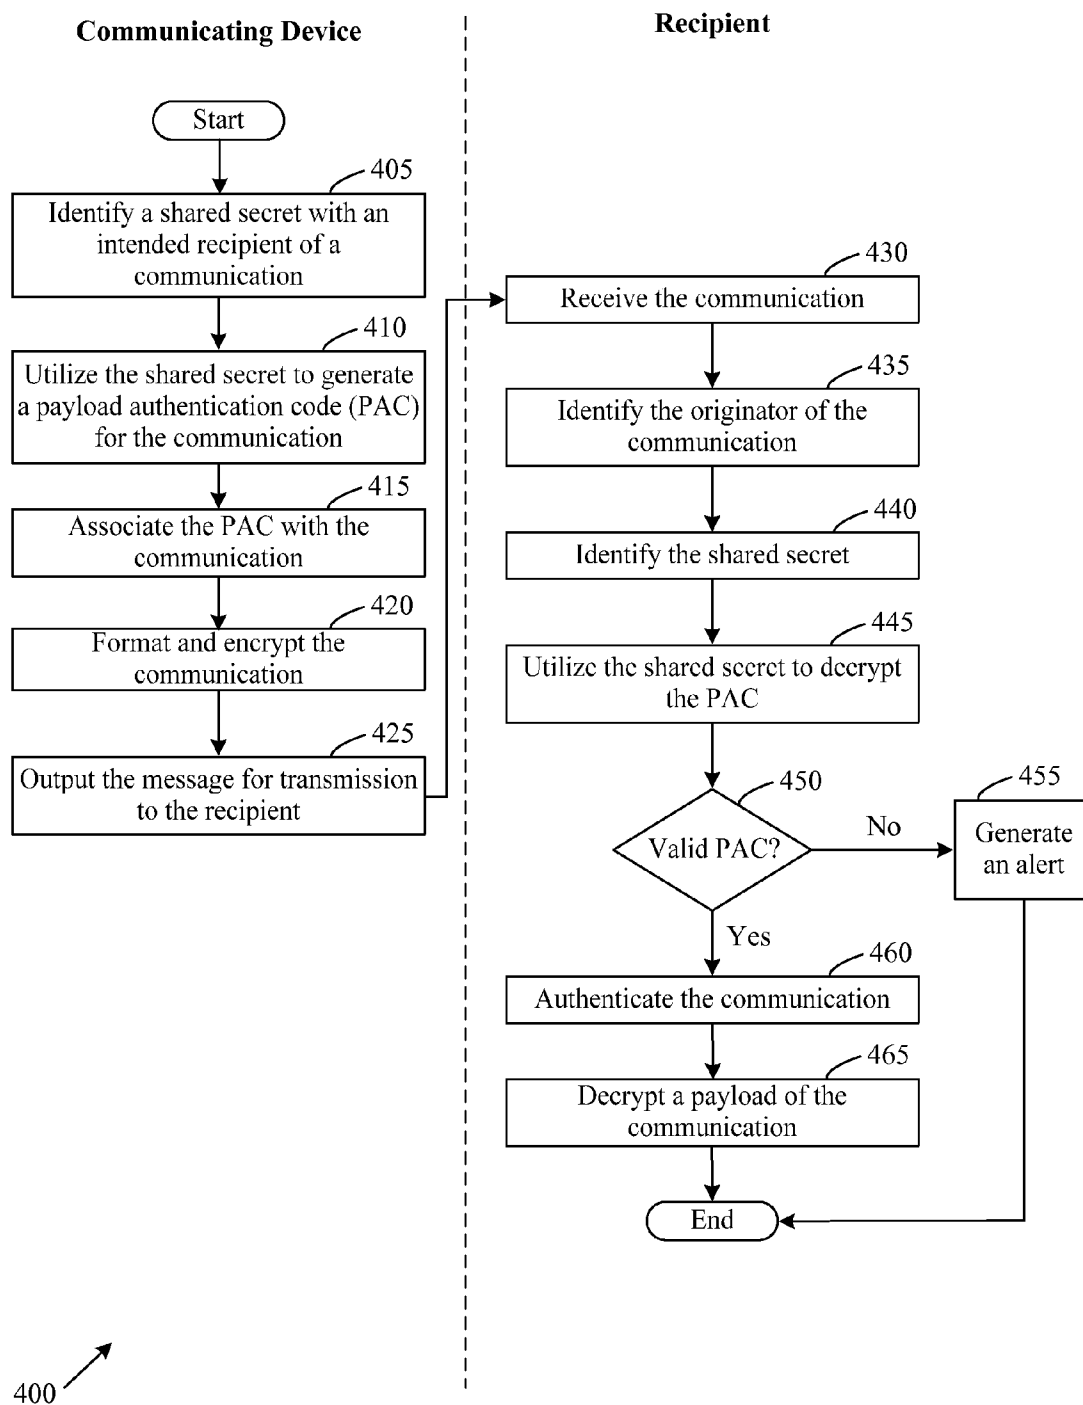 Communicating Device
Start
405
Identify a shared secret with an
intended recipient of a
communication
410
Utilize the shared secret to generate
a payload authentication code (PAC)
for the communication
415
Associate the PAC with the
communication
420
Format and encrypt the
communication
425
Output the message for transmission
to the recipient
Recipient
430
Receive the communication
435
Identify the originator of the
communication
440
Identify the shared secret
445
Utilize the shared secret to decrypt
the PAC
450
Valid PAC?
No
455
Generate
an alert
Yes
460
Authenticate the communication
465
Decrypt a payload of the
communication
End
400